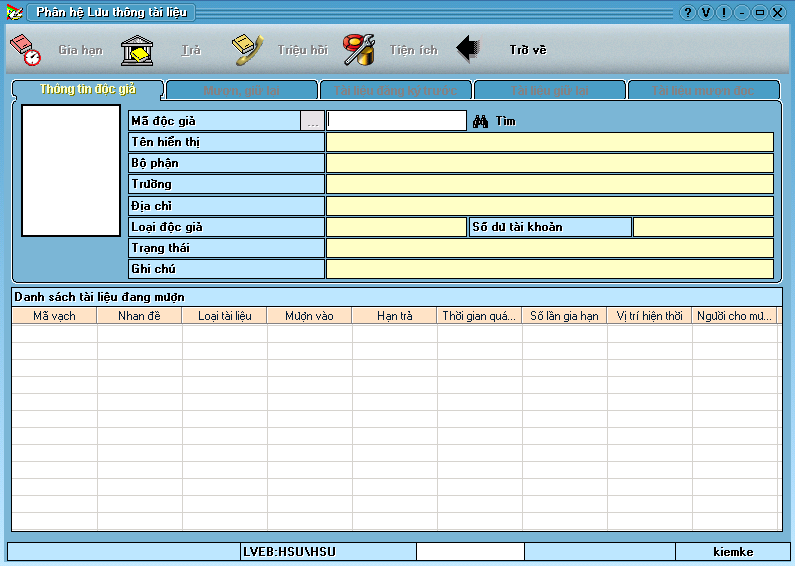 Phân hệ Lưu thông tài liệu
? V ! - X
Gia hạn Trả Triệu hồi Tiện ích Trở về
Thông tin độc giả Mượn, giữ lại Tài liệu đăng ký trước Tài liệu giữ lại Tài liệu mượn đọc
Mã độc giả ... Tìm
Tên hiển thị
Bộ phận
Trường
Địa chỉ
Loại độc giả Số dư tài khoản
Trạng thái
Ghi chú
Danh sách tài liệu đang mượn
Mã vạch Nhan đề Loại tài liệu Mượn vào Hạn trả Thời gian quá... Số lần gia hạn Vị trí hiện thời Người cho mư...
LVEB:HSU\HSU kiemke